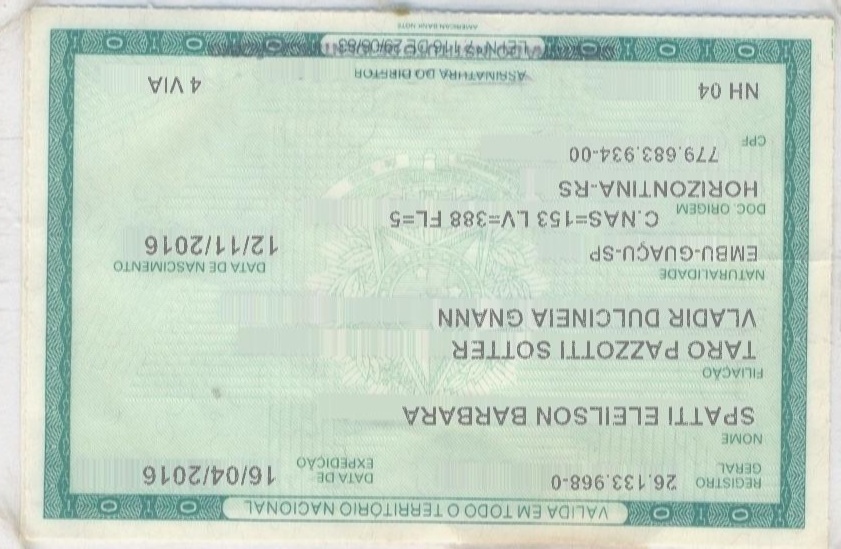 VALIDA EM TODO O TERRITÓRIO NACIONAL
REGISTRO GERAL 26.133.968-0 DATA DE EXPEDIÇÃO 16/04/2016
NOME
SPATTI ELEILSON BARBARA
FILIAÇÃO
TARO PAZZOTTI SOTTER
VLADIR DULCINEIA GNANN
NATURALIDADE DATA DE NASCIMENTO
EMBU-GUAÇU-SP 12/11/2016
DOC. ORIGEM C.NAS=153 LV=388 FL=5
HORIZONTINA-RS
CPF 779.683.934-00
NH 04 4 VIA
ASSINATURA DO DIRETOR
LEI Nº 7.116 DE 29/08/83
AMERICAN BANK NOTE